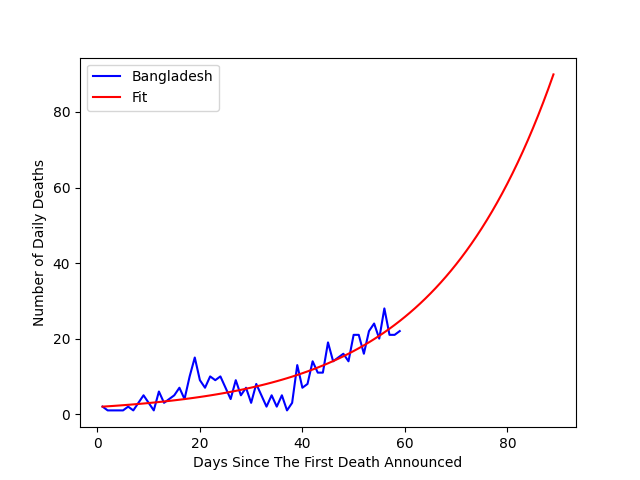 Bangladesh
Fit
80
60
40
20
0
Number of Daily Deaths
0 20 40 60 80
Days Since The First Death Announced